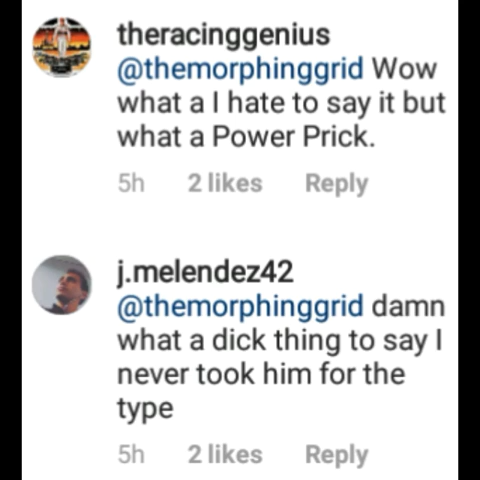 theracinggenius
@themorphinggrid Wow
what a I hate to say it but
what a Power Prick.
5h 2 likes Reply
j.melendez42
@themorphinggrid damn
what a dick thing to say I
never took him for the
type
5h 2 likes Reply